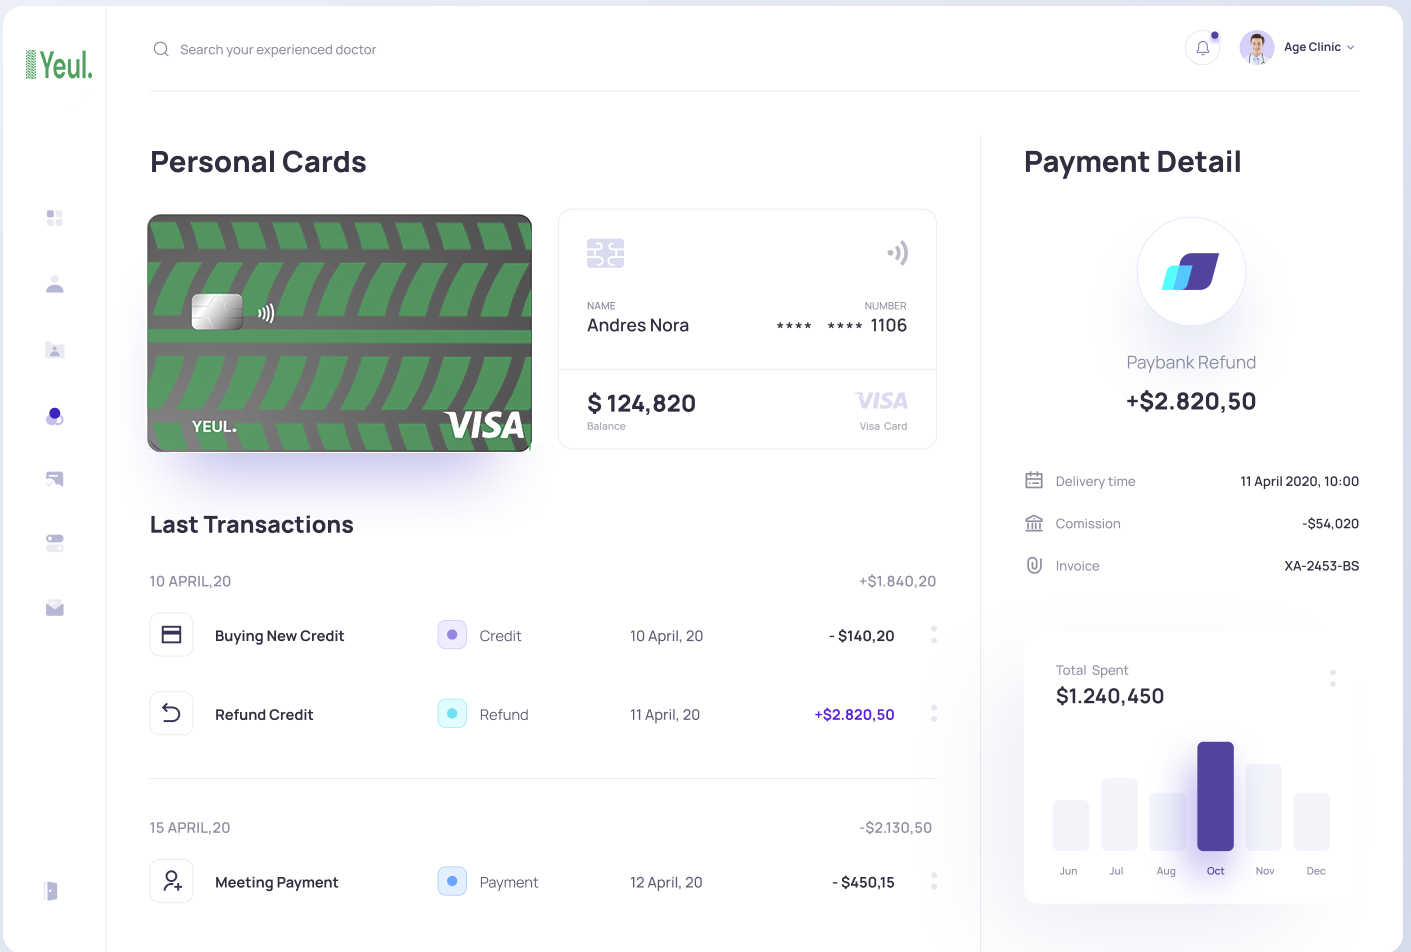 Yeul.
Search your experienced doctor
Age Clinic
Personal Cards
YEUL.
VISA
NAME
NUMBER
Andres Nora
**** **** 1106
$ 124,820
Balance
VISA
Visa Card
Last Transactions
10 APRIL,20
+$1.840,20
Buying New Credit
Credit
10 April, 20
- $140,20
Refund Credit
Refund
11 April, 20
+$2.820,50
15 APRIL,20
-$2.130,50
Meeting Payment
Payment
12 April, 20
- $450,15
Payment Detail
Paybank Refund
+$2.820,50
Delivery time
11 April 2020, 10:00
Comission
-$54,020
Invoice
XA-2453-BS
Total Spent
$1.240,450
Jun Jul Aug Oct Nov Dec